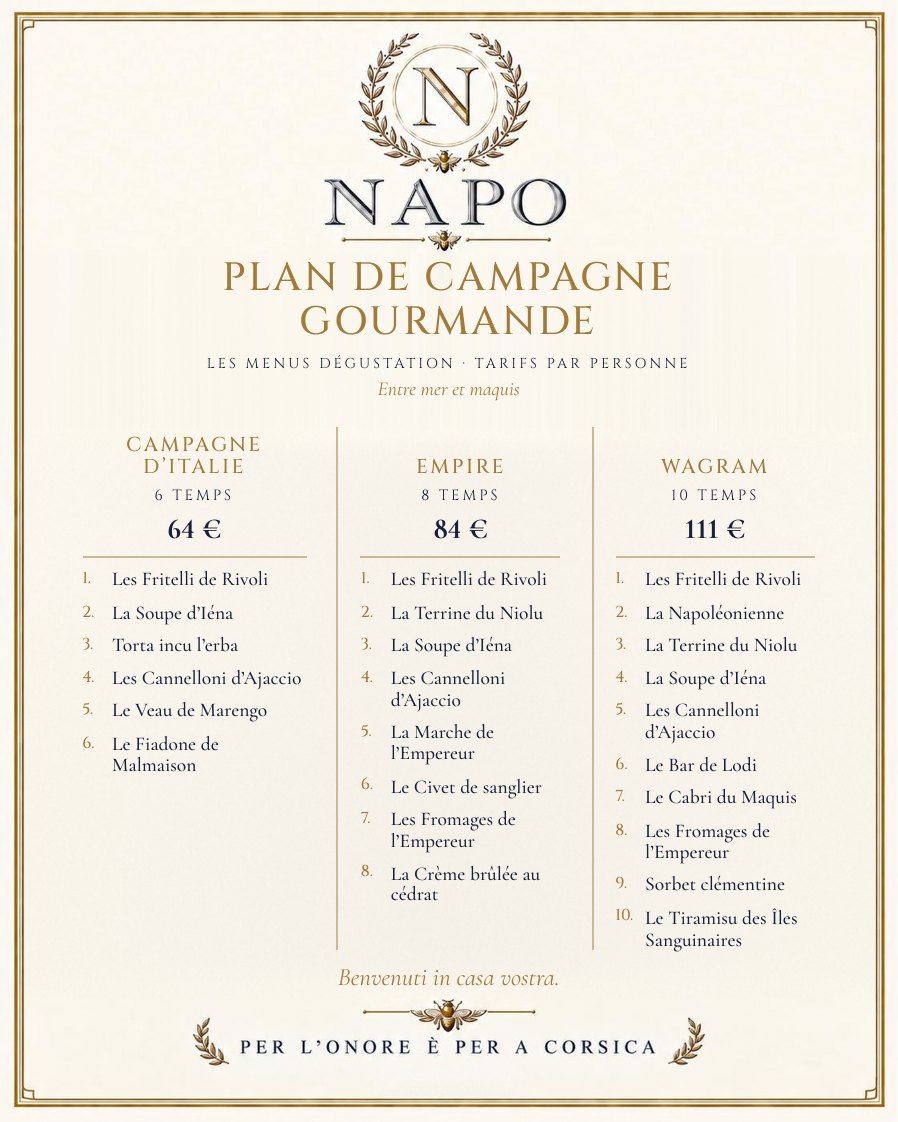 N
NAPO
PLAN DE CAMPAGNE
GOURMANDE
LES MENUS DÉGUSTATION · TARIFS PAR PERSONNE
Entre mer et maquis
CAMPAGNE
D’ITALIE
6 TEMPS
64 €
1. Les Fritelli de Rivoli
2. La Soupe d’Iéna
3. Torta incu l’erba
4. Les Cannelloni d’Ajaccio
5. Le Veau de Marengo
6. Le Fiadone de
Malmaison
EMPIRE
8 TEMPS
84 €
1. Les Fritelli de Rivoli
2. La Terrine du Niolu
3. La Soupe d’Iéna
4. Les Cannelloni
d’Ajaccio
5. La Marche de
l’Empereur
6. Le Civet de sanglier
7. Les Fromages de
l’Empereur
8. La Crème brûlée au
cédrat
WAGRAM
10 TEMPS
111 €
1. Les Fritelli de Rivoli
2. La Napoléonienne
3. La Terrine du Niolu
4. La Soupe d’Iéna
5. Les Cannelloni
d’Ajaccio
6. Le Bar de Lodi
7. Le Cabri du Maquis
8. Les Fromages de
l’Empereur
9. Sorbet clémentine
10. Le Tiramisu des Îles
Sanguinaires
Benvenuti in casa vostra.
PER L’ONORE È PER A CORSICA